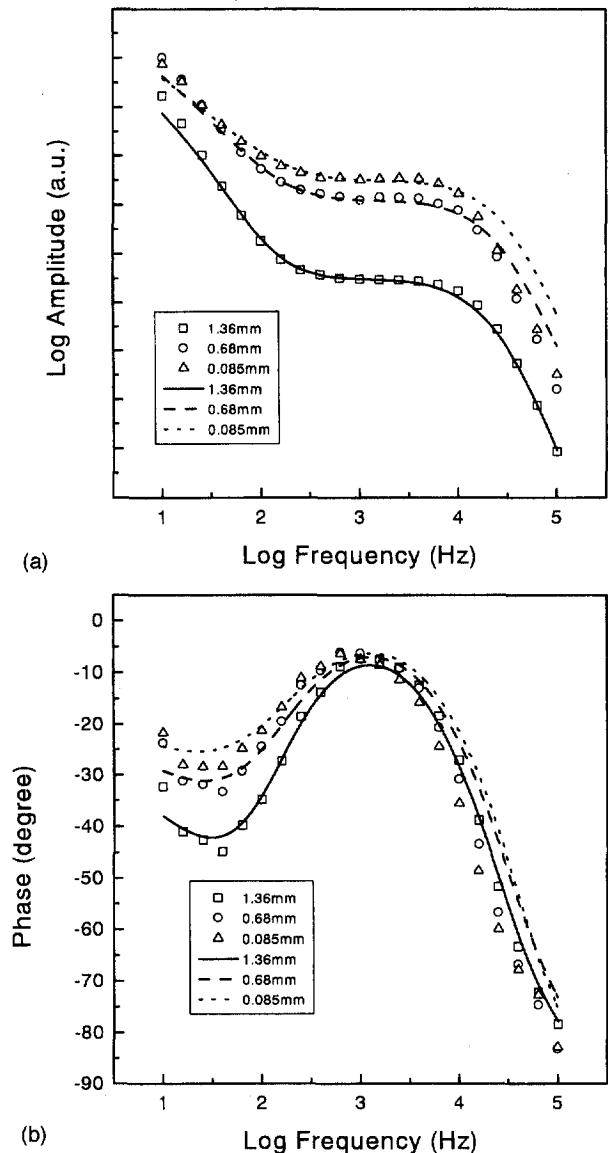 Log Amplitude (a.u.)
1.36mm
0.68mm
0.085mm
1.36mm
0.68mm
0.085mm
1 2 3 4 5
(a)
Log Frequency (Hz)
0
-10
-20
-30
-40
-50
-60
-70
-80
-90
Phase (degree)
1.36mm
0.68mm
0.085mm
1.36mm
0.68mm
0.085mm
1 2 3 4 5
(b)
Log Frequency (Hz)